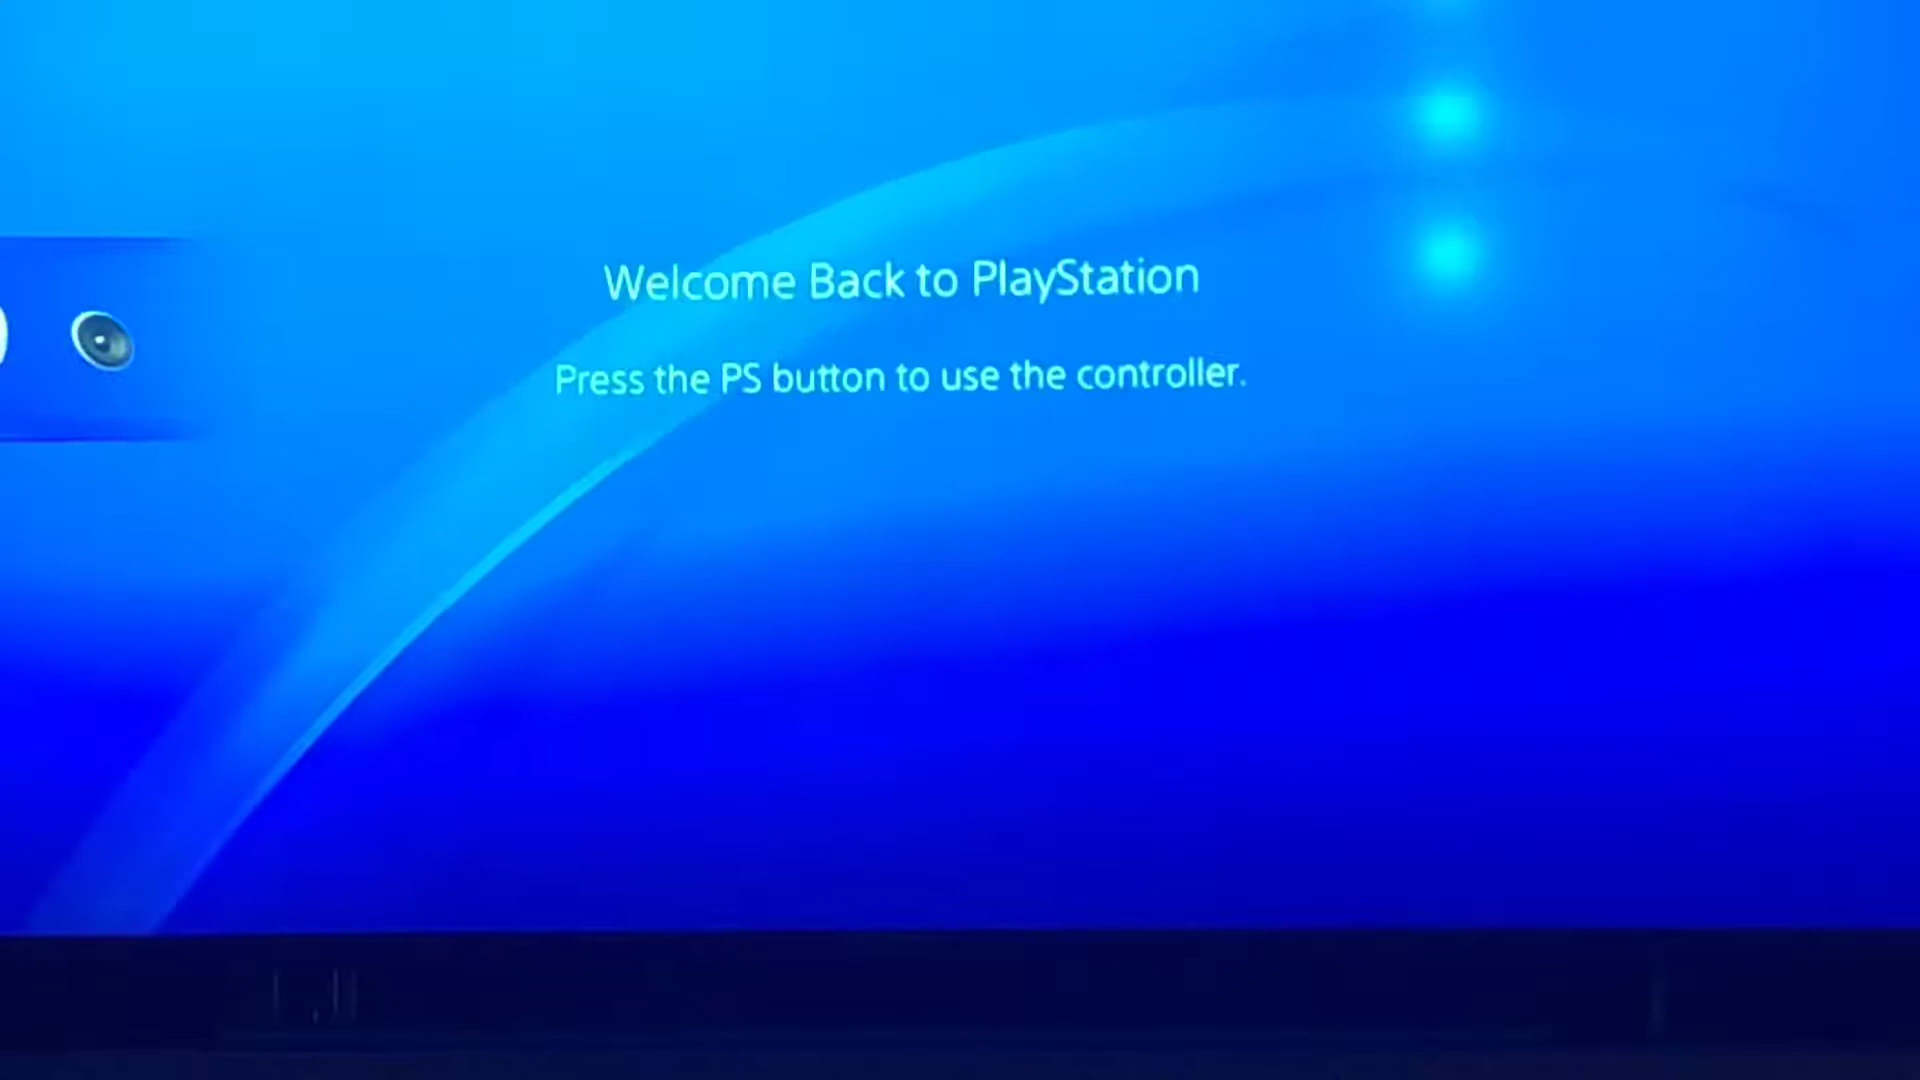 Welcome Back to PlayStation
Press the PS button to use the controller.